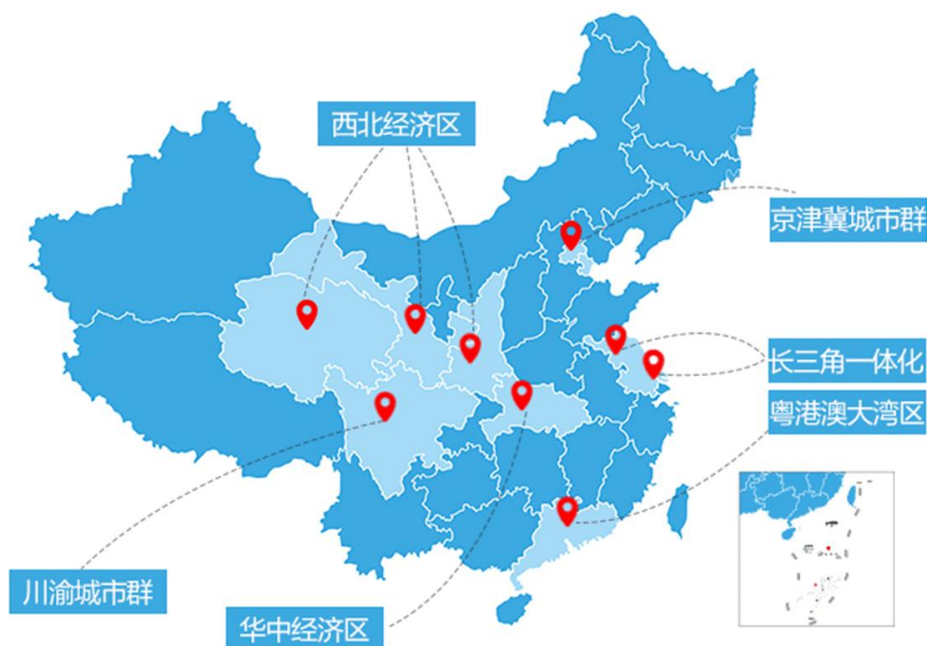 西北经济区
京津冀城市群
长三角一体化
粤港澳大湾区
川渝城市群
华中经济区